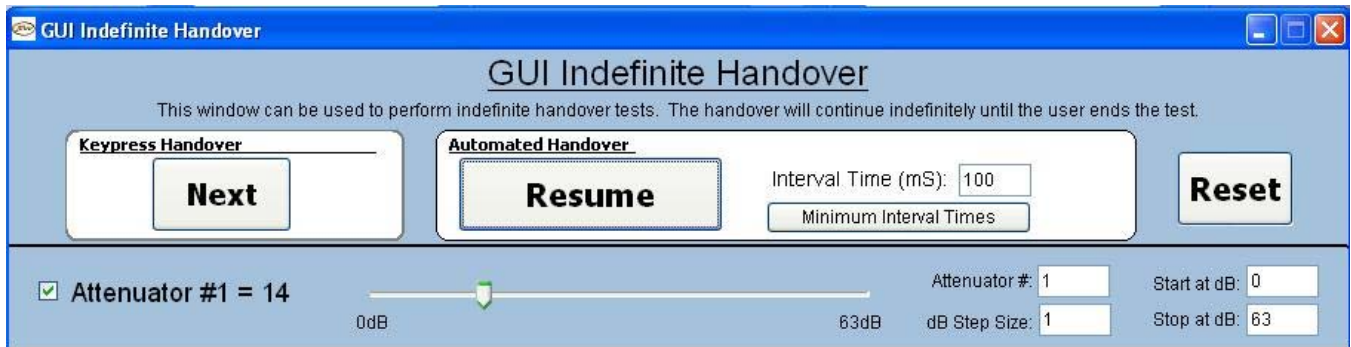 GUI Indefinite Handover
GUI Indefinite Handover
This window can be used to perform indefinite handover tests. The handover will continue indefinitely until the user ends the test.
Keypress Handover
Next
Automated Handover
Resume
Interval Time (mS): 100
Minimum Interval Times
Reset
Attenuator #1 = 14
0dB
63dB
Attenuator #: 1
dB Step Size: 1
Start at dB: 0
Stop at dB: 63